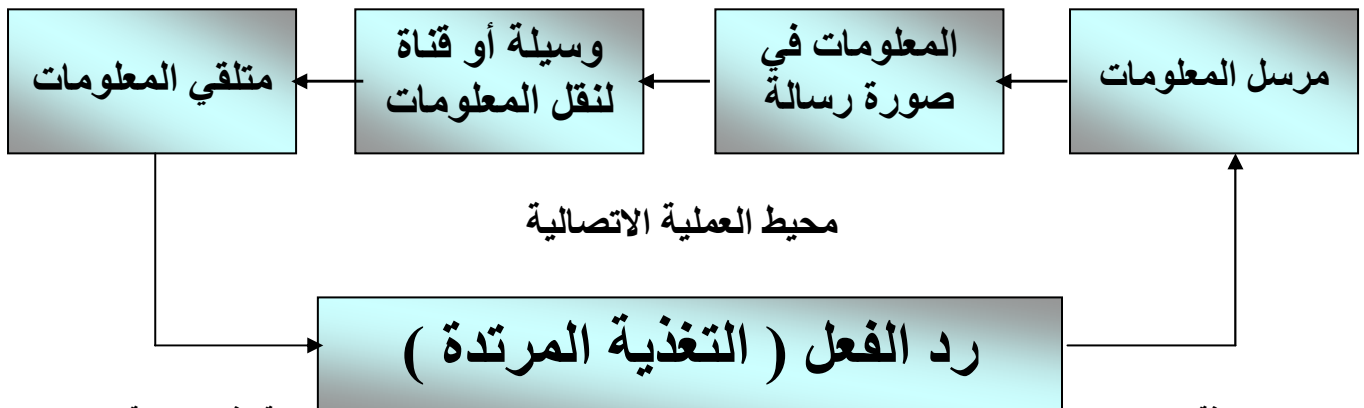 مرسل المعلومات
المعلومات في
صورة رسالة
وسيلة أو قناة
لنقل المعلومات
متلقي المعلومات
محيط العملية الاتصالية
رد الفعل ( التغذية المرتدة )